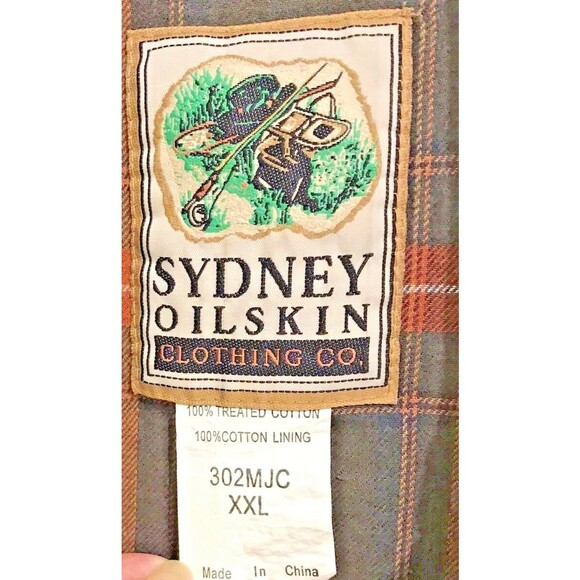 SYDNEY
OILSKIN
CLOTHING CO.
100% TREATED COTTON
100%COTTON LINING
302MJC
XXL
Made In China